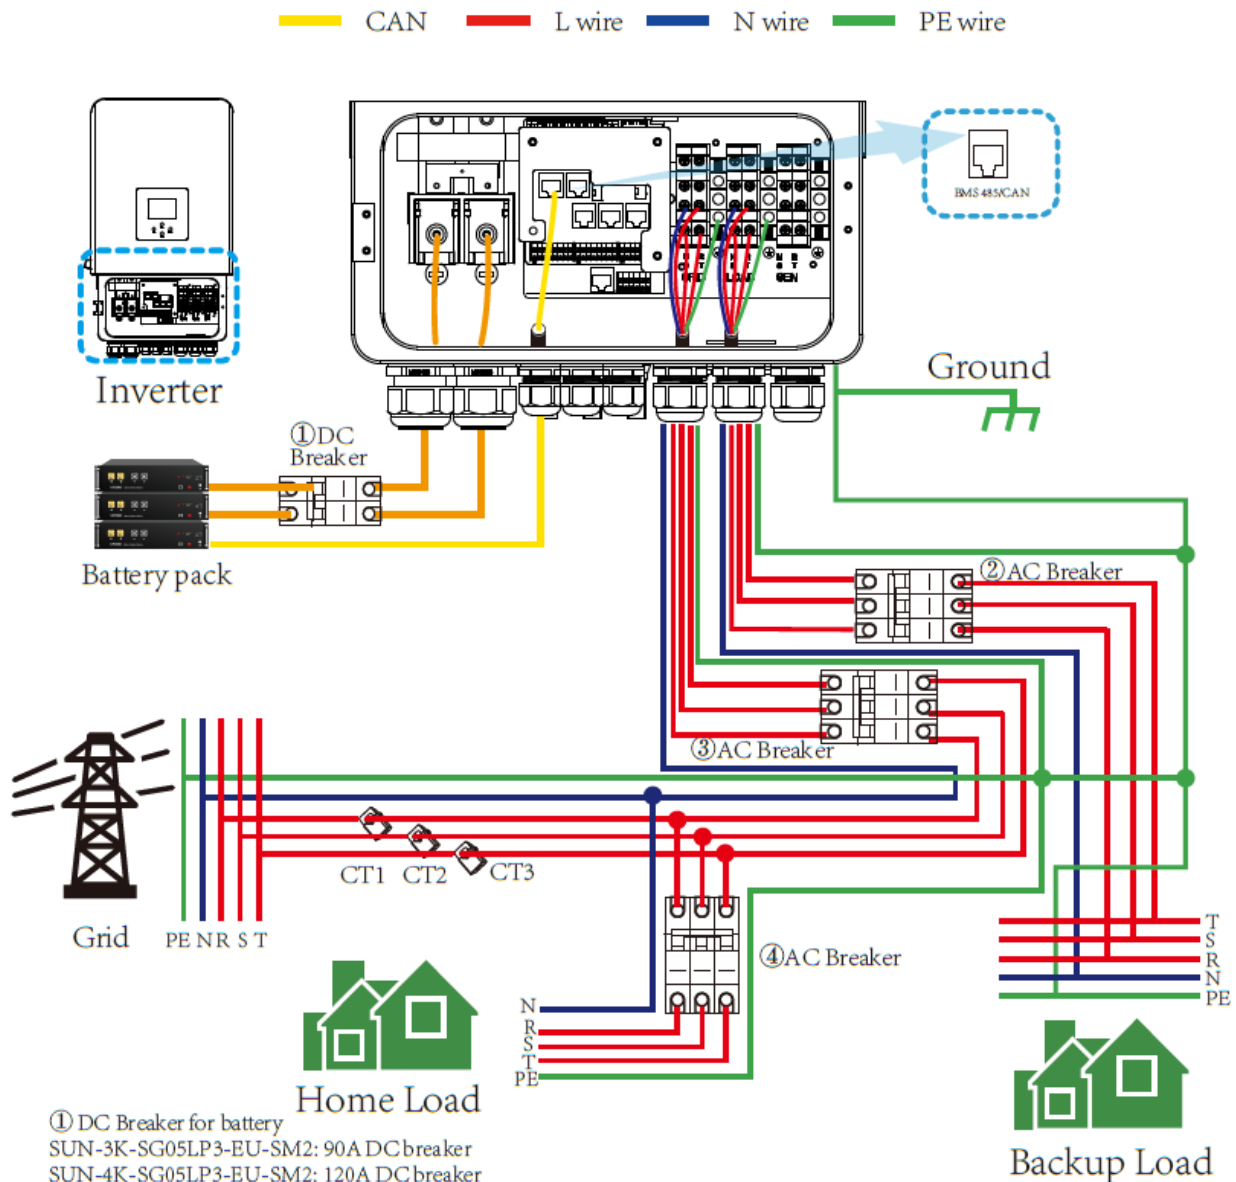 CAN
L wire
N wire
PE wire
BMS 485/CAN
Inverter
Ground
①DC
Breaker
Battery pack
②AC Breaker
③AC Breaker
CT1
CT2
CT3
Grid
PE N R S T
④AC Breaker
T
S
R
N
PE
N
R
S
T
PE
Home Load
Backup Load
① DC Breaker for battery
SUN-3K-SG05LP3-EU-SM2: 90A DC breaker
SUN-4K-SG05LP3-EU-SM2: 120A DC breaker
LOAD
GEN